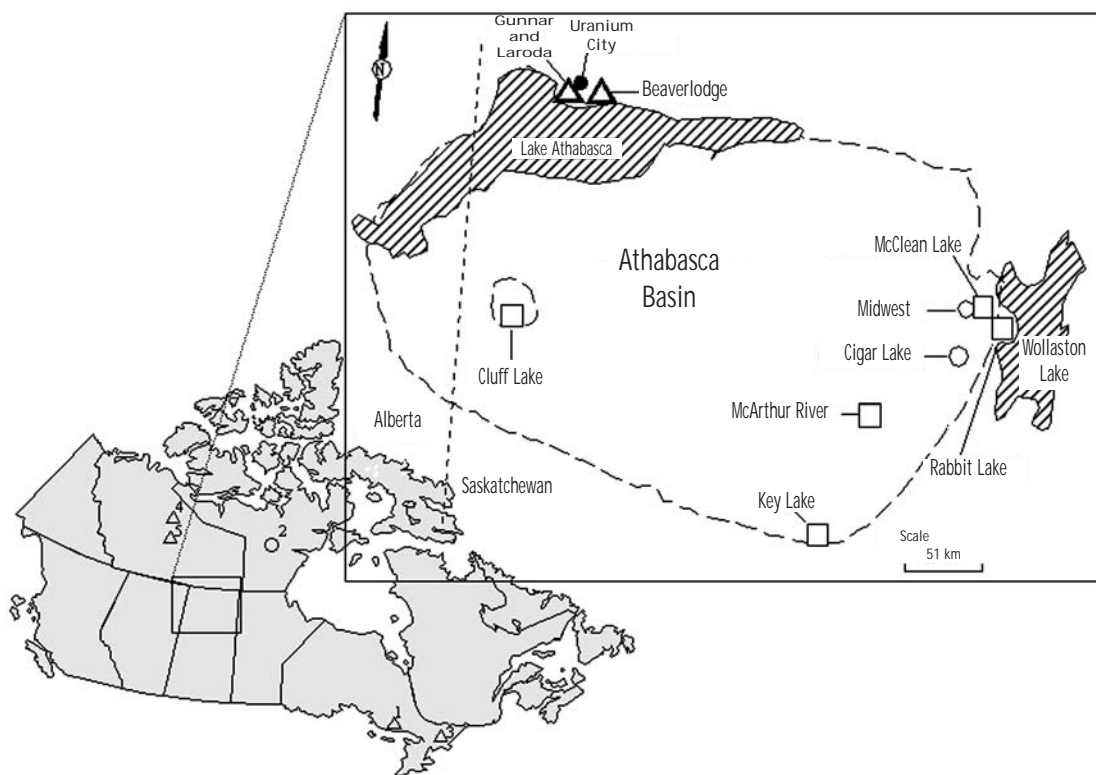 Gunnar
and
Laroda
Uranium
City
Beaverlodge
N
Lake Athabasca
McClean Lake
Athabasca
Basin
Midwest
Cigar Lake
Wollaston
Lake
Cluff Lake
McArthur River
Alberta
Rabbit Lake
Saskatchewan
Key Lake
Scale
51 km
4
5
2
1
3